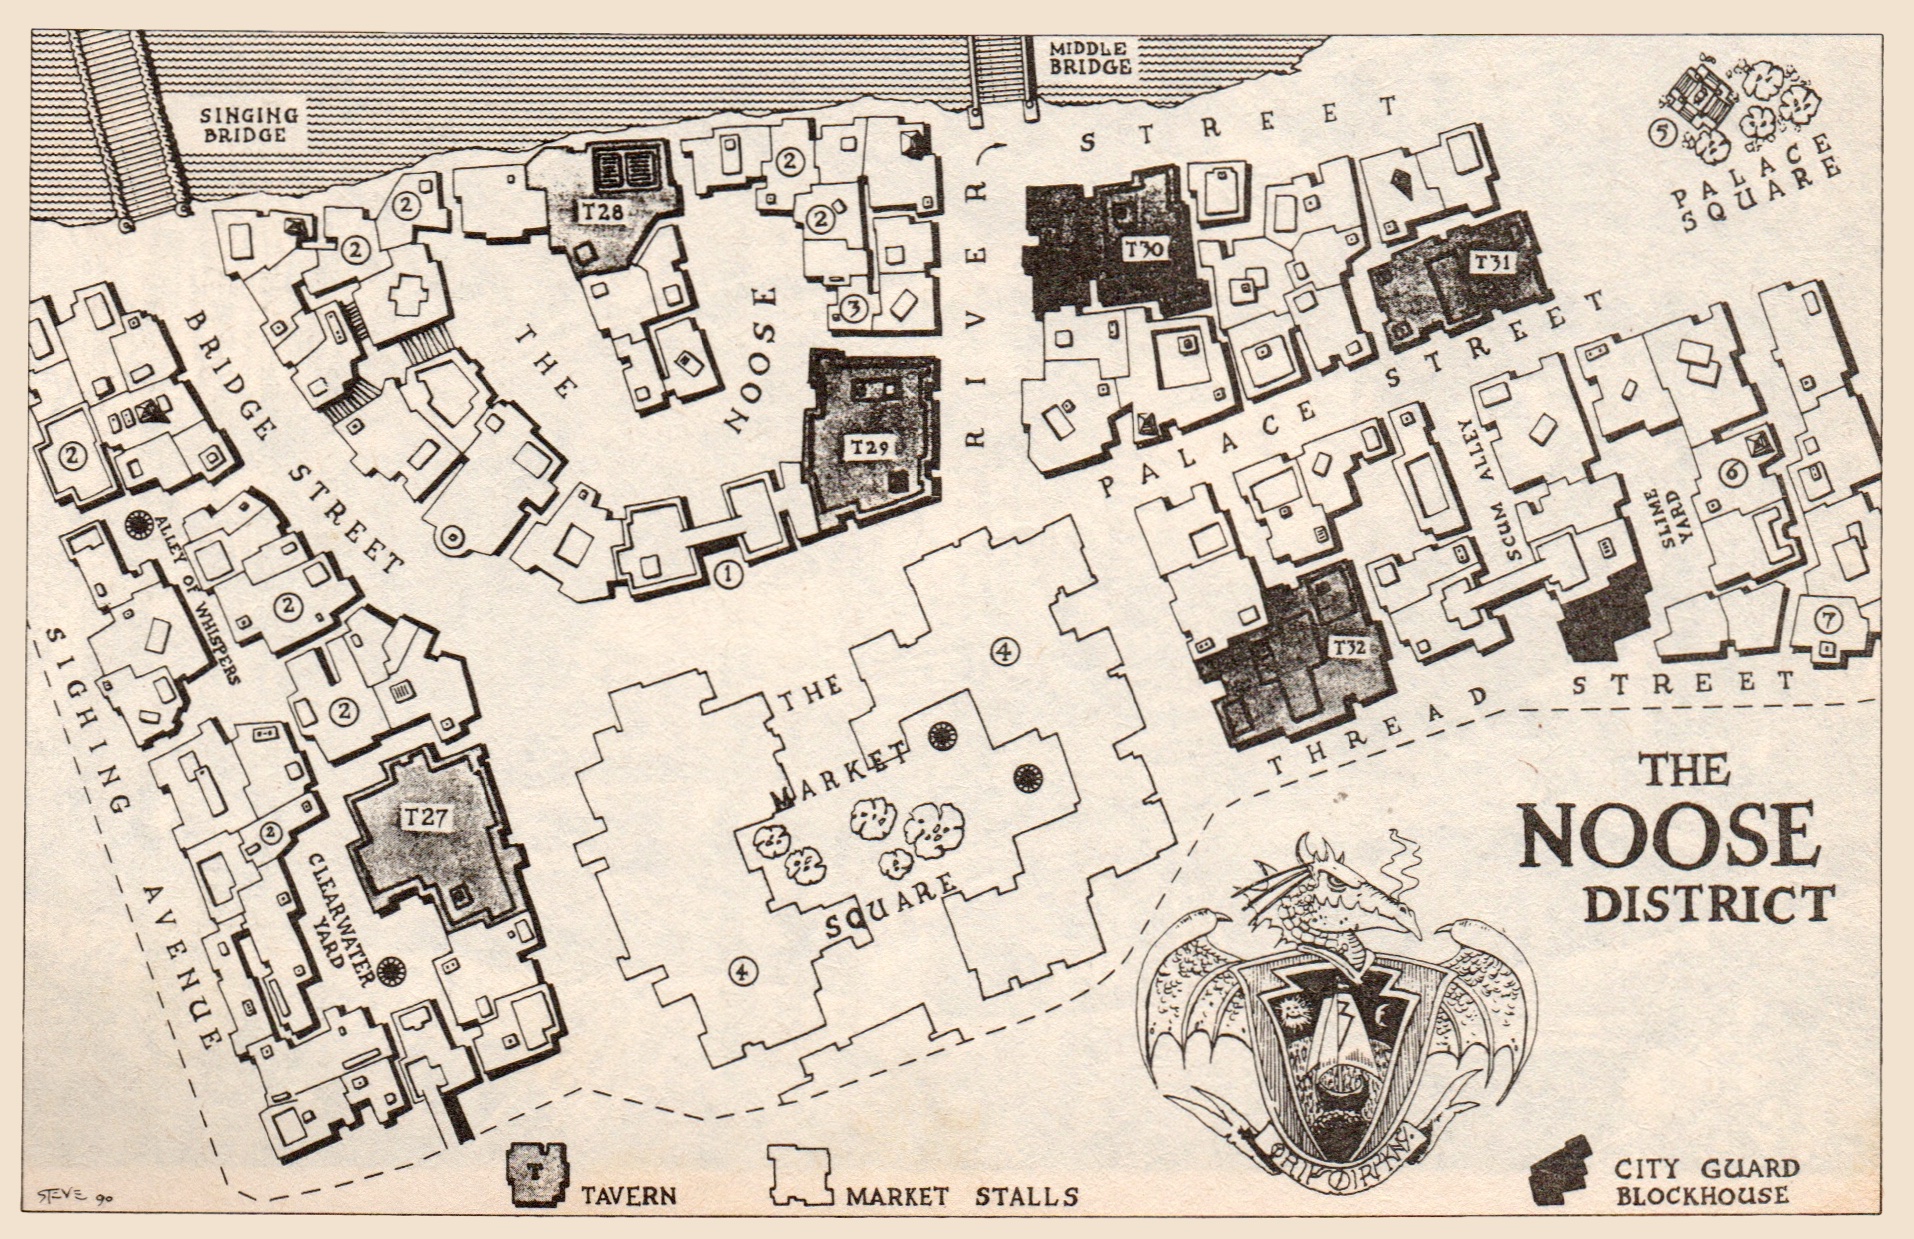 SINGING
BRIDGE
MIDDLE
BRIDGE
RIVER STREET
5
PALACE
SQUARE
2
2
2
2
3
T28
T30
T31
THE
NOOSE
BRIDGE STREET
2
T29
PALACE STREET
SCUM ALLEY
SLIME
YARD
6
7
1
ALLEY OF WHISPERS
2
2
2
T32
THREAD STREET
SIGHING
AVENUE
4
THE
MARKET
SQUARE
4
T27
CLEARWATER
YARD
THE
NOOSE
DISTRICT
STEVE 90
T
TAVERN
MARKET STALLS
CITY GUARD
BLOCKHOUSE